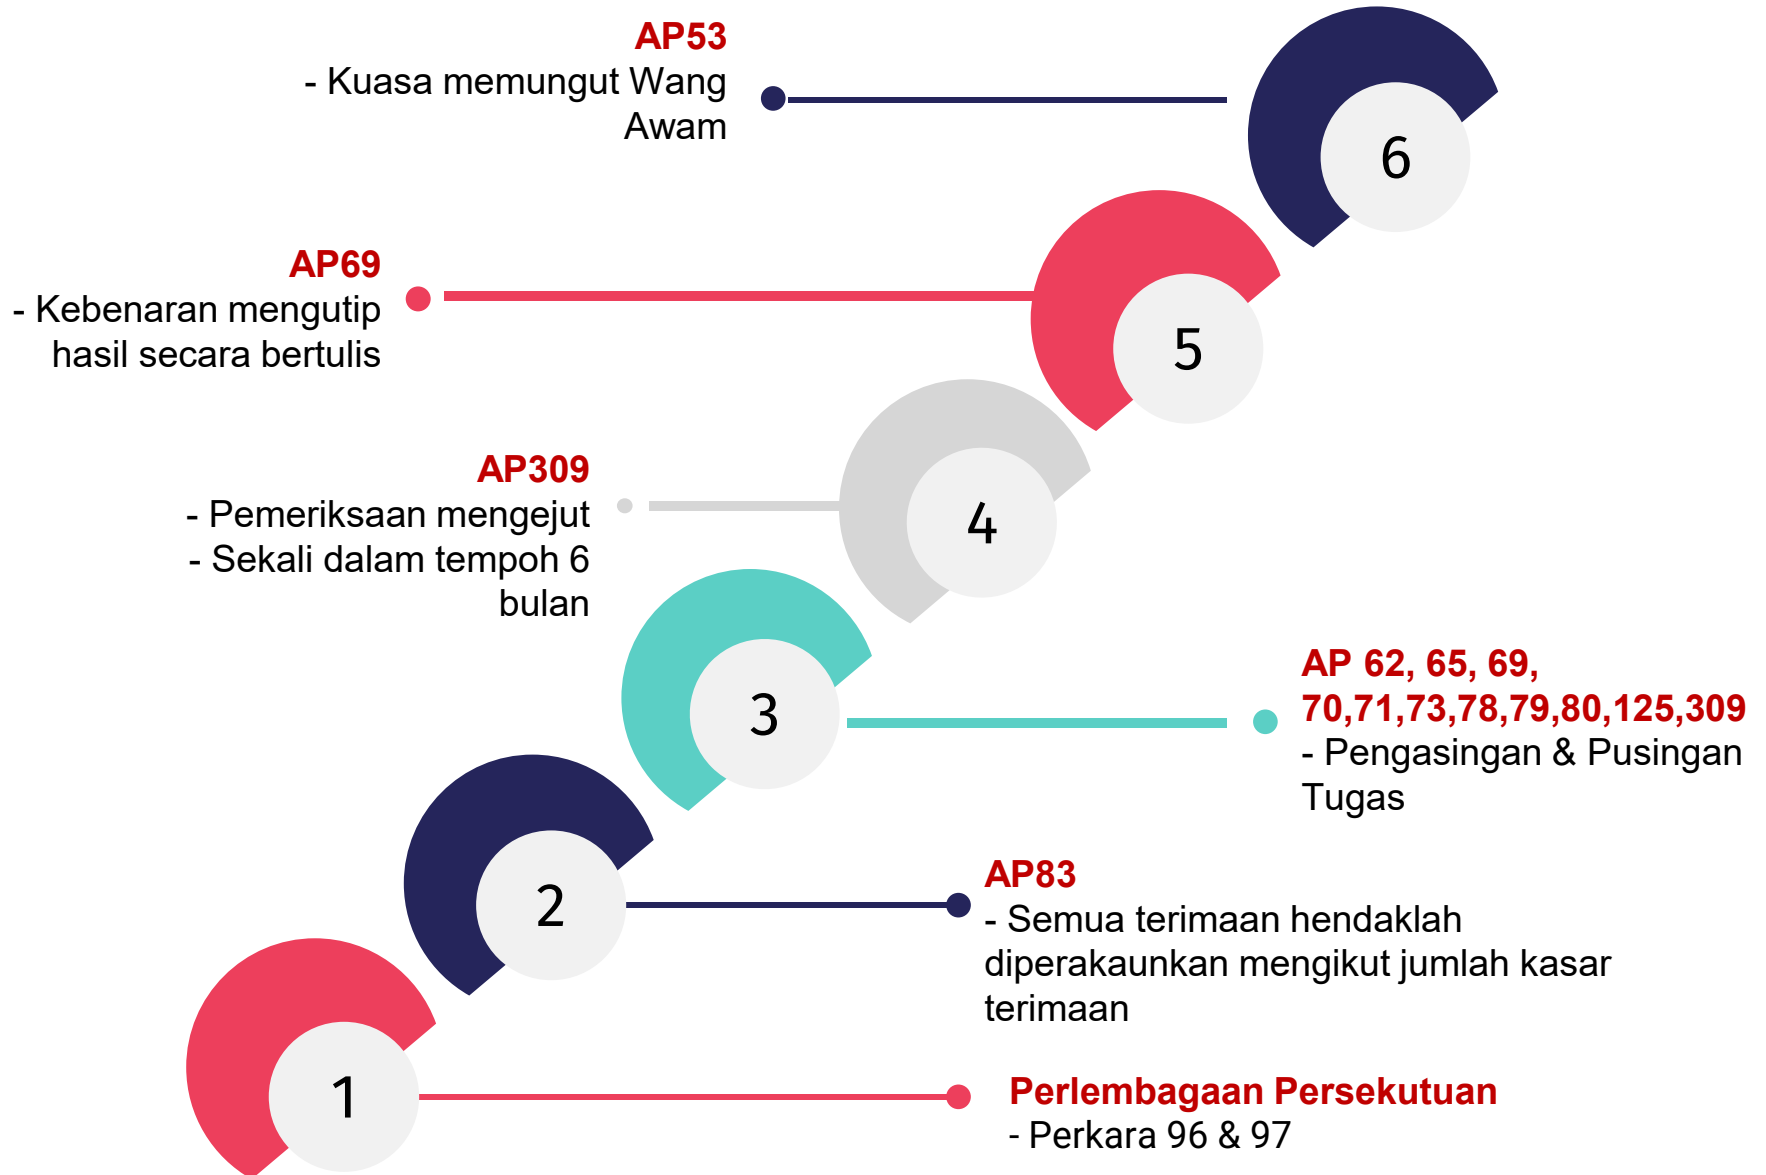 AP53
- Kuasa memungut Wang
Awam
6
AP69
- Kebenaran mengutip
hasil secara bertulis
5
AP309
- Pemeriksaan mengejut
- Sekali dalam tempoh 6
bulan
4
AP 62, 65, 69,
70,71,73,78,79,80,125,309
- Pengasingan & Pusingan
Tugas
3
AP83
- Semua terimaan hendaklah
diperakaunkan mengikut jumlah kasar
terimaan
2
Perlembagaan Persekutuan
- Perkara 96 & 97
1